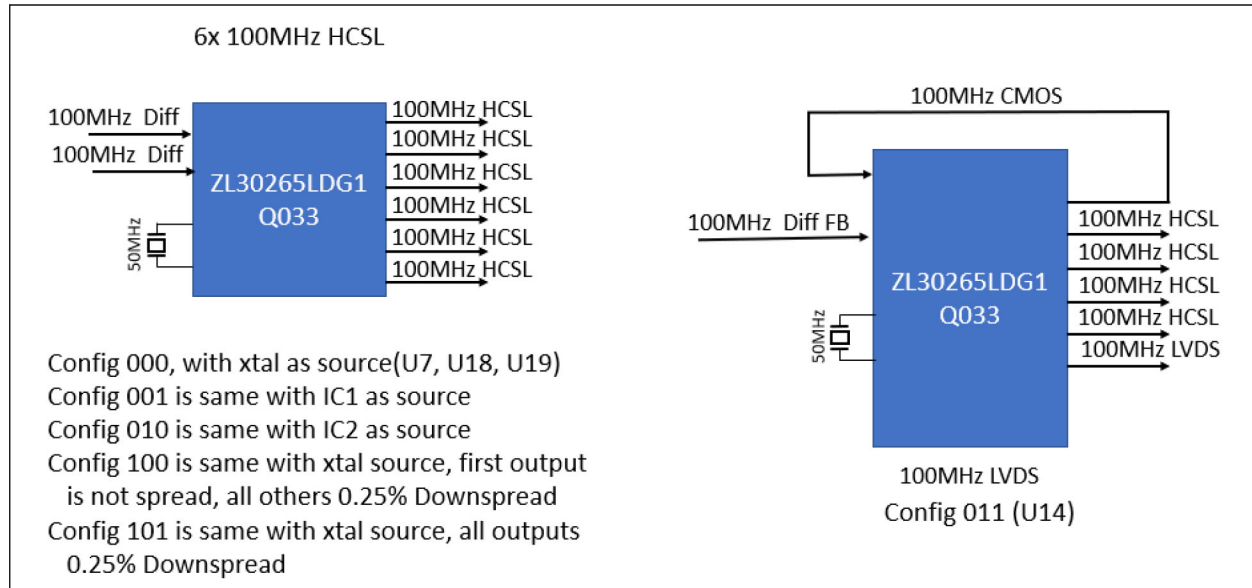 6x 100MHz HCSL
100MHz Diff
100MHz Diff
50MHz
ZL30265LDG1
Q033
100MHz HCSL
100MHz HCSL
100MHz HCSL
100MHz HCSL
100MHz HCSL
100MHz HCSL
Config 000, with xtal as source(U7, U18, U19)
Config 001 is same with IC1 as source
Config 010 is same with IC2 as source
Config 100 is same with xtal source, first output
is not spread, all others 0.25% Downspread
Config 101 is same with xtal source, all outputs
0.25% Downspread
100MHz CMOS
100MHz Diff FB
50MHz
ZL30265LDG1
Q033
100MHz HCSL
100MHz HCSL
100MHz HCSL
100MHz HCSL
100MHz LVDS
100MHz LVDS
Config 011 (U14)